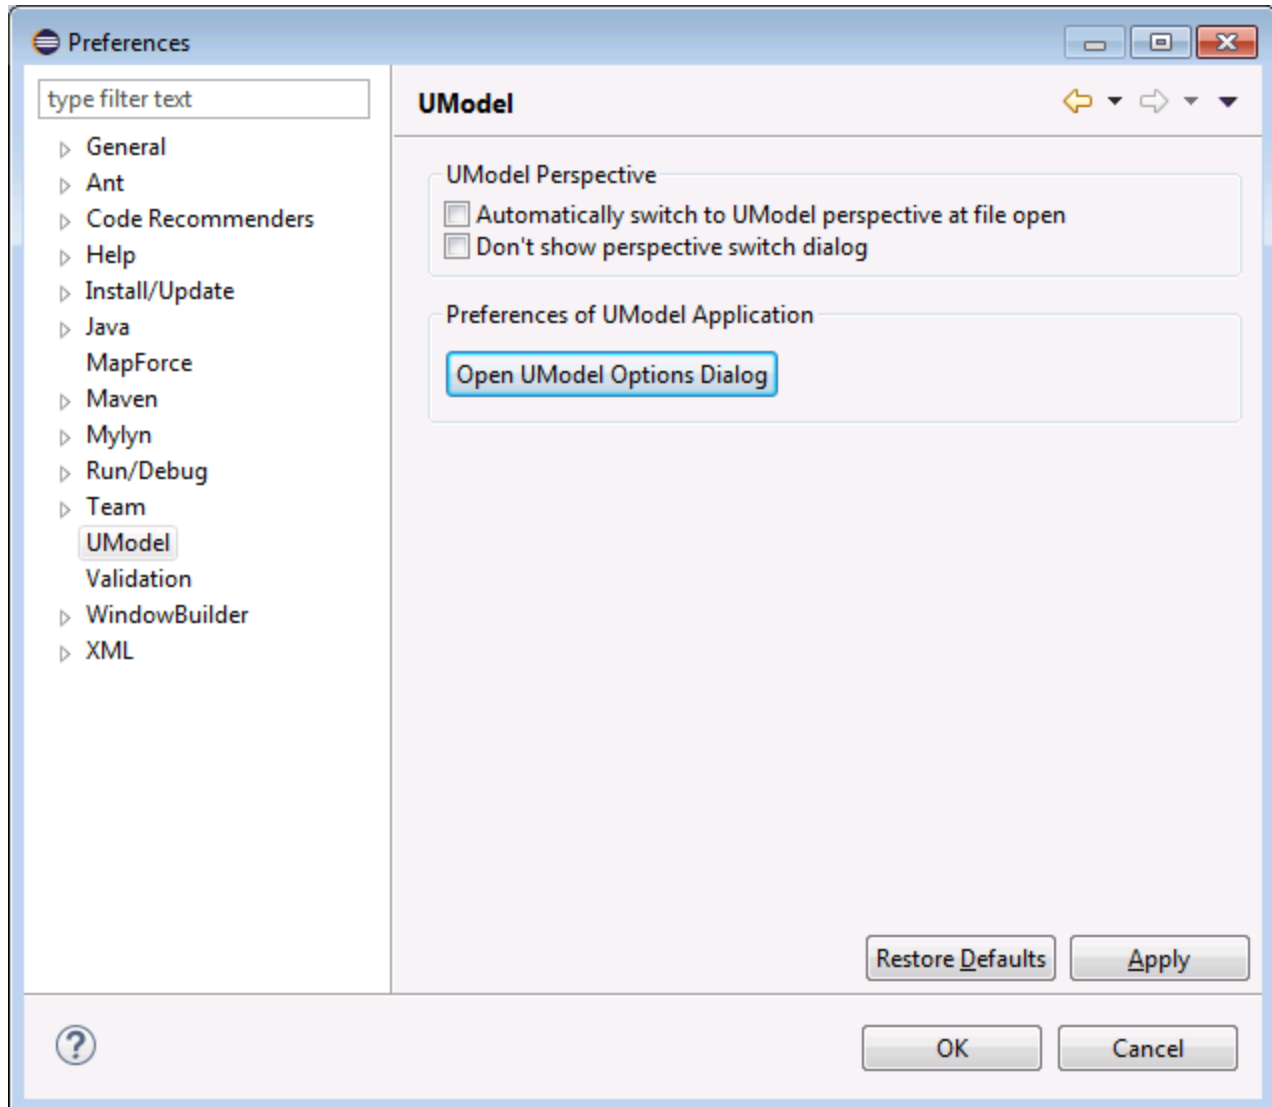 Preferences
type filter text
General
Ant
Code Recommenders
Help
Install/Update
Java
MapForce
Maven
Mylyn
Run/Debug
Team
UModel
Validation
WindowBuilder
XML
UModel
UModel Perspective
Automatically switch to UModel perspective at file open
Don't show perspective switch dialog
Preferences of UModel Application
Open UModel Options Dialog
Restore Defaults
Apply
?
OK
Cancel